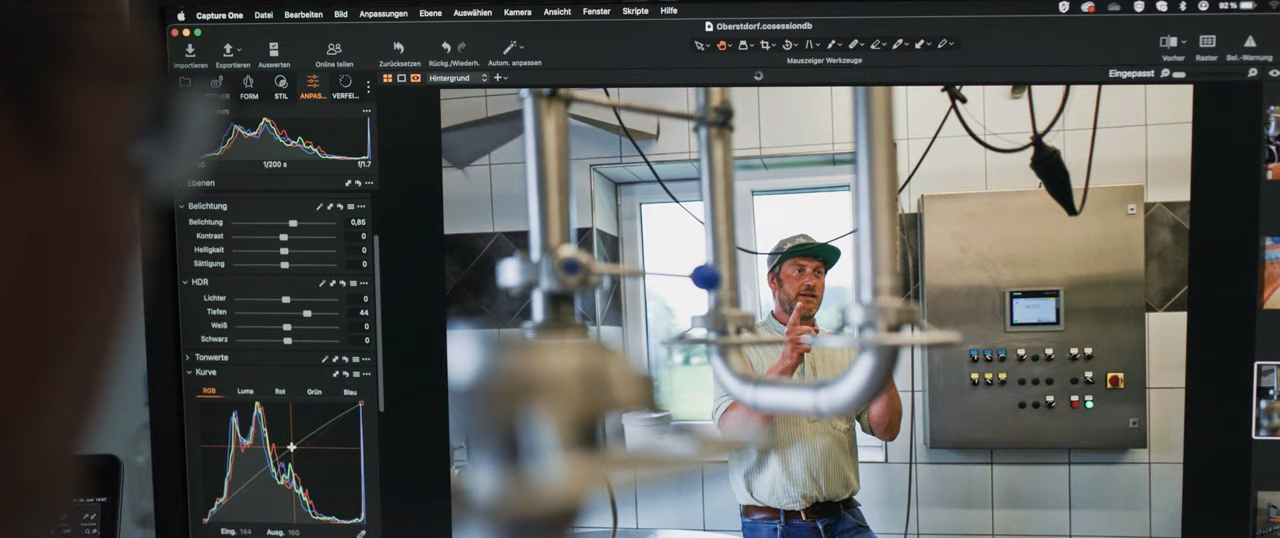 Capture One Datei Bearbeiten Bild Anpassungen Ebene Auswählen Kamera Ansicht Fenster Skripte Hilfe
92 %
Oberstdorf.cosessiondb
Importieren Exportieren Auswerten Online teilen Zurücksetzen Rückg./Wiederh. Autom. anpassen
Mauszeiger Werkzeuge
Vorher Raster Bel.-Warnung
Hintergrund
Eingepasst
FORM STIL ANPAS... VERFEI...
1/200 s f/1.7
Ebenen
Belichtung
Belichtung 0,85
Kontrast 0
Helligkeit 0
Sättigung 0
HDR
Lichter 0
Tiefen 44
Weiß 0
Schwarz 0
Tonwerte
Kurve
RGB Luma Rot Grün Blau
Eing. 144 Ausg. 160